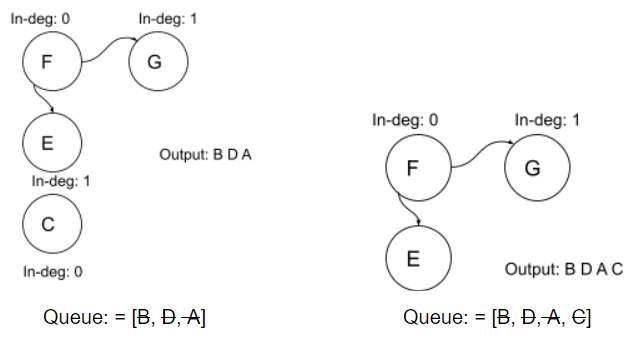 In-deg: 0
In-deg: 1
F
G
E
Output: B D A
In-deg: 1
C
In-deg: 0
Queue: = [B, D, A]
In-deg: 0
In-deg: 1
F
G
E
Output: B D A C
Queue: = [B, D, A, C]